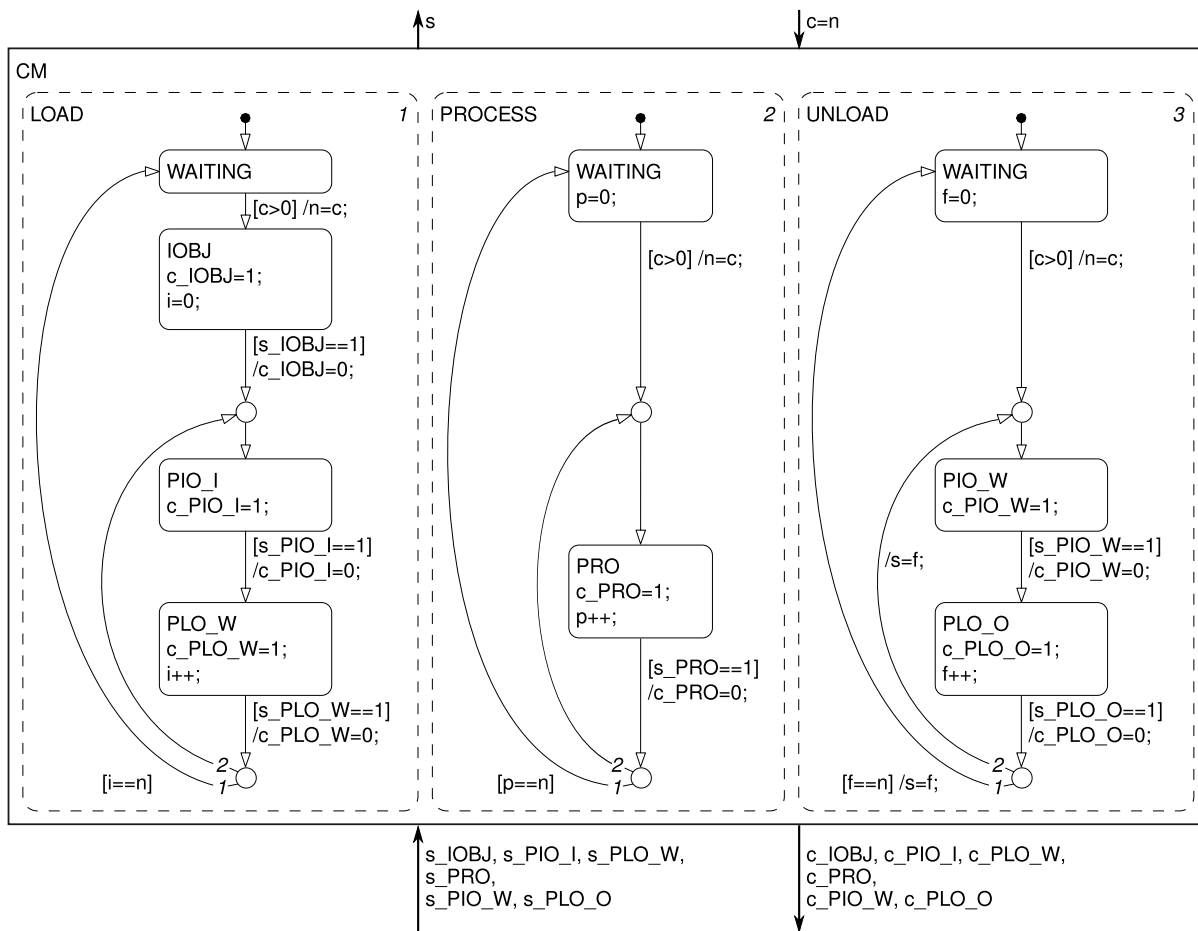 s
c=n
CM
LOAD
1
WAITING
[c>0] /n=c;
IOBJ
c_IOBJ=1;
i=0;
[s_IOBJ==1]
/c_IOBJ=0;
PIO_I
c_PIO_I=1;
[s_PIO_I==1]
/c_PIO_I=0;
PLO_W
c_PLO_W=1;
i++;
[s_PLO_W==1]
/c_PLO_W=0;
2
1
[i==n]
PROCESS
2
WAITING
p=0;
[c>0] /n=c;
PRO
c_PRO=1;
p++;
[s_PRO==1]
/c_PRO=0;
2
1
[p==n]
UNLOAD
3
WAITING
f=0;
[c>0] /n=c;
PIO_W
c_PIO_W=1;
[s_PIO_W==1]
/c_PIO_W=0;
/s=f;
PLO_O
c_PLO_O=1;
f++;
[s_PLO_O==1]
/c_PLO_O=0;
2
1
[f==n] /s=f;
s_IOBJ, s_PIO_I, s_PLO_W,
s_PRO,
s_PIO_W, s_PLO_O
c_IOBJ, c_PIO_I, c_PLO_W,
c_PRO,
c_PIO_W, c_PLO_O